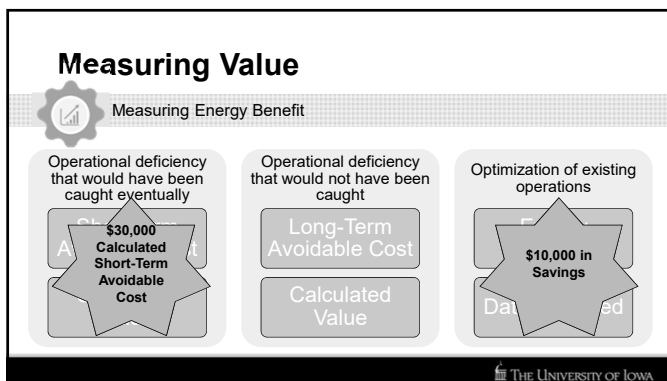 Measuring Value
Measuring Energy Benefit
Operational deficiency
that would have been
caught eventually
$30,000
Calculated
Short-Term
Avoidable
Cost
Operational deficiency
that would not have been
caught
Long-Term
Avoidable Cost
Calculated
Value
Optimization of existing
operations
$10,000 in
Savings
THE UNIVERSITY OF IOWA